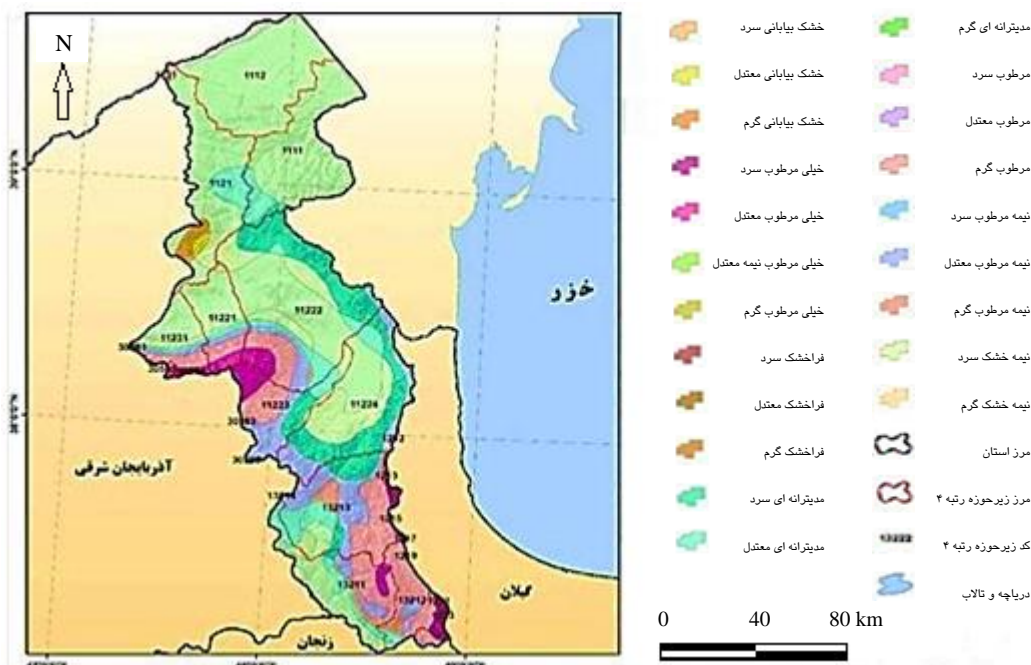 N
1112
1111
1121
11222
11221
11231
11223
11224
13213
13211
خزر
آذربایجان شرقی
گیلان
زنجان
خشک بیابانی سرد
خشک بیابانی معتدل
خشک بیابانی گرم
خیلی مرطوب سرد
خیلی مرطوب معتدل
خیلی مرطوب نیمه معتدل
خیلی مرطوب گرم
فراخشک سرد
فراخشک معتدل
فراخشک گرم
مدیترانه ای سرد
مدیترانه ای معتدل
مدیترانه ای گرم
مرطوب سرد
مرطوب معتدل
مرطوب گرم
نیمه مرطوب سرد
نیمه مرطوب معتدل
نیمه مرطوب گرم
نیمه خشک سرد
نیمه خشک گرم
مرز استان
مرز زیرحوزه رتبه ۴
کد زیرحوزه رتبه ۴
13222
دریاچه و تالاب
0 40 80 km